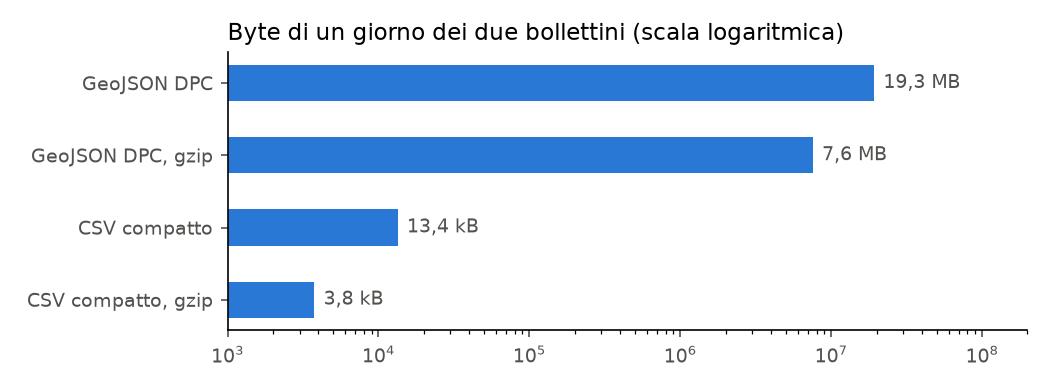 Byte di un giorno dei due bollettini (scala logaritmica)
GeoJSON DPC 19,3 MB
GeoJSON DPC, gzip 7,6 MB
CSV compatto 13,4 kB
CSV compatto, gzip 3,8 kB
10³ 10⁴ 10⁵ 10⁶ 10⁷ 10⁸